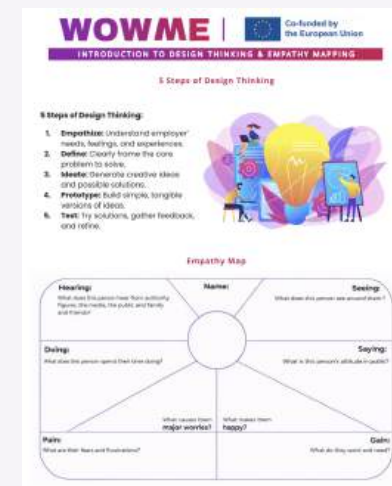 WOWME
Co-funded by
the European Union
INTRODUCTION TO DESIGN THINKING & EMPATHY MAPPING
5 Steps of Design Thinking
5 Steps of Design Thinking:
1. Empathize: Understand employer'
needs, feelings, and experiences.
2. Define: Clearly frame the core
problem to solve.
3. Ideate: Generate creative ideas
and possible solutions.
4. Prototype: Build simple, tangible
versions of ideas.
5. Test: Try solutions, gather feedback,
and refine.
Empathy Map
Hearing:
What does this person hear from authority
figures, the media, the public and family
and friends?
Name:
Seeing:
What does this person see around them?
Doing:
What does this person spend their time doing?
Saying:
What is this person's attitude in public?
What causes them
major worries?
What makes them
happy?
Pain:
What are their fears and frustrations?
Gain:
What do they want and need?